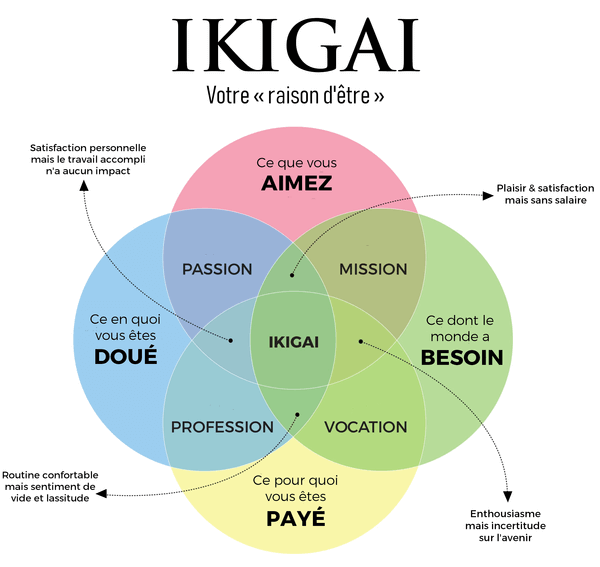 IKIGAI
Votre « raison d'être »
Satisfaction personnelle
mais le travail accompli
n'a aucun impact
Ce que vous
AIMEZ
Plaisir & satisfaction
mais sans salaire
PASSION
MISSION
Ce en quoi
vous êtes
DOUÉ
IKIGAI
Ce dont le
monde a
BESOIN
PROFESSION
VOCATION
Routine confortable
mais sentiment de
vide et lassitude
Ce pour quoi
vous êtes
PAYÉ
Enthousiasme
mais incertitude
sur l'avenir